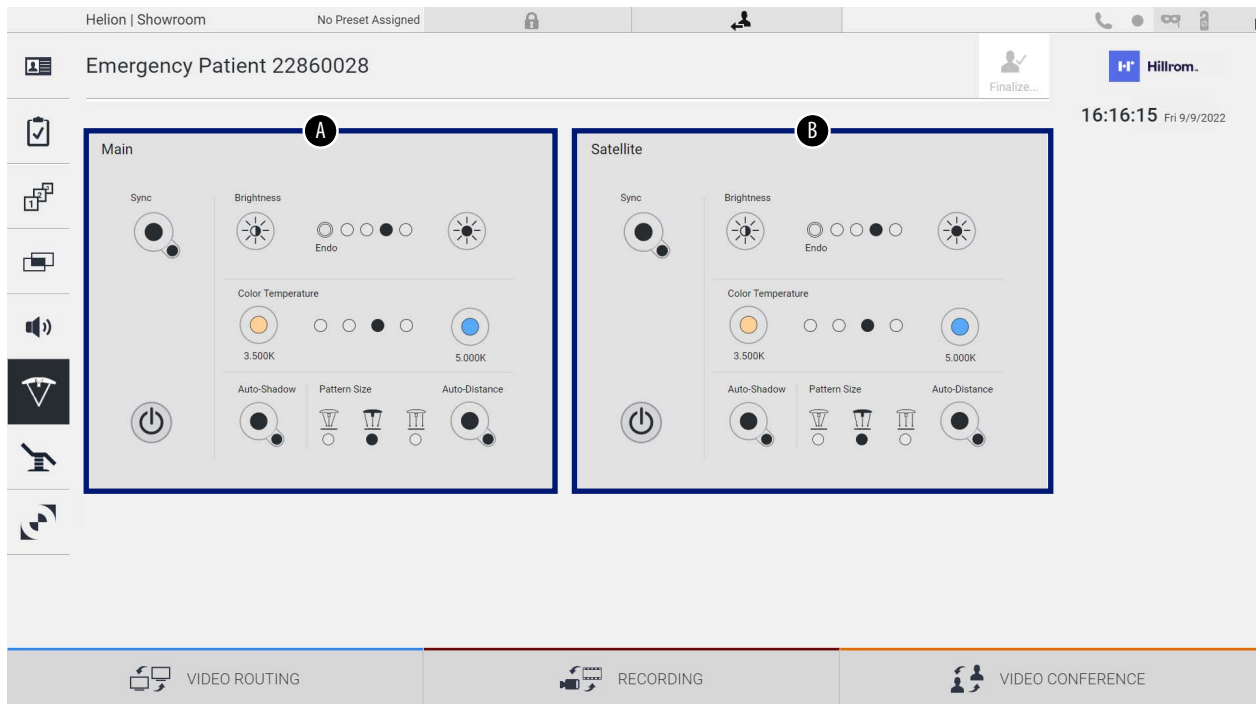 Helion | Showroom
No Preset Assigned
Emergency Patient 22860028
Finalize...
Hillrom™
16:16:15 Fri 9/9/2022
A
Main
Sync
Brightness
Endo
Color Temperature
3.500K
5.000K
Auto-Shadow
Pattern Size
Auto-Distance
B
Satellite
Sync
Brightness
Endo
Color Temperature
3.500K
5.000K
Auto-Shadow
Pattern Size
Auto-Distance
VIDEO ROUTING
RECORDING
VIDEO CONFERENCE